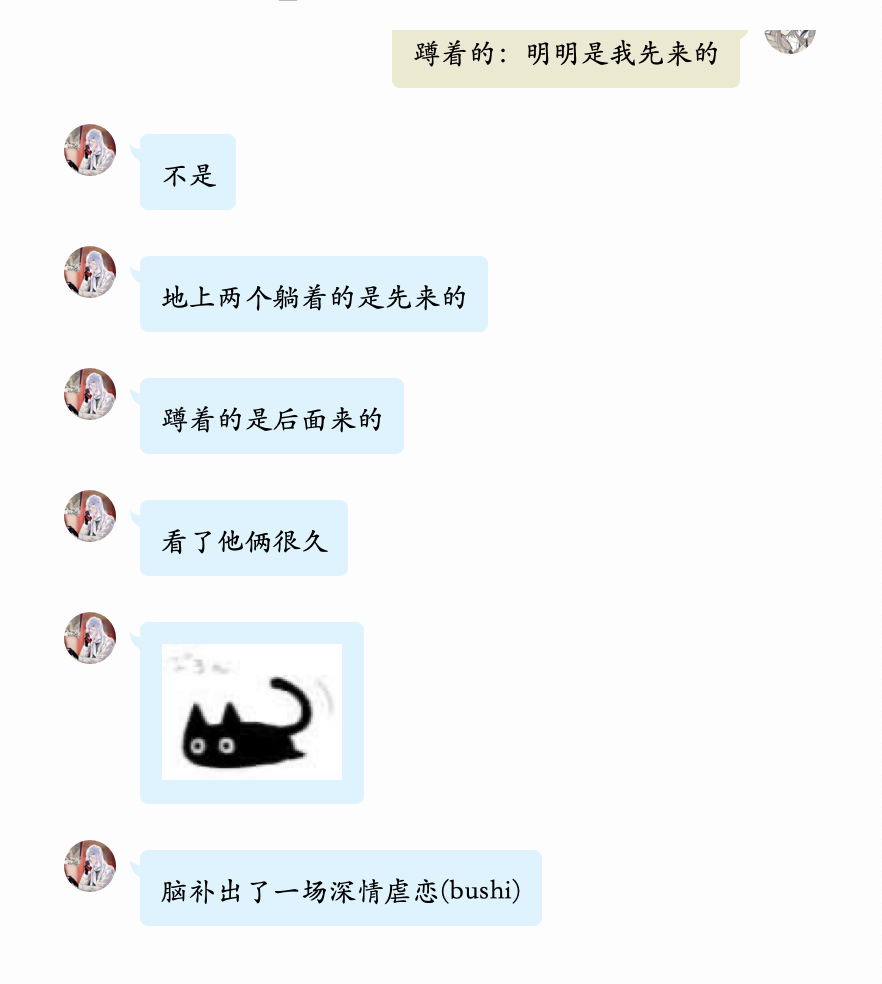 蹲着的：明明是我先来的
不是
地上两个躺着的是先来的
蹲着的是后面来的
看了他俩很久
脑补出了一场深情虐恋(bushi)